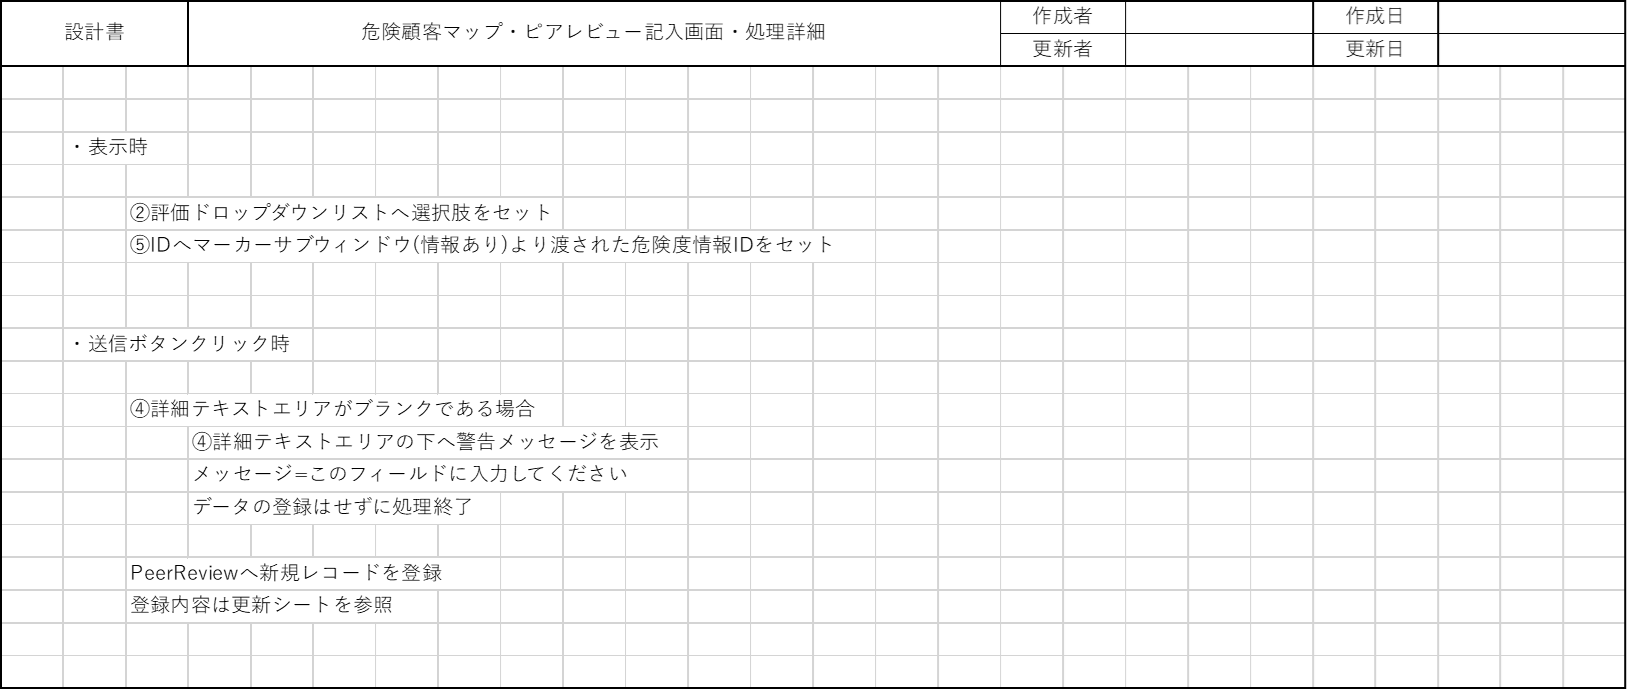 設計書
危険顧客マップ・ピアレビュー記入画面・処理詳細
作成者
作成日
更新者
更新日
・表示時
②評価ドロップダウンリストへ選択肢をセット
⑤IDへマーカーサブウィンドウ(情報あり)より渡された危険度情報IDをセット
・送信ボタンクリック時
④詳細テキストエリアがブランクである場合
④詳細テキストエリアの下へ警告メッセージを表示
メッセージ=このフィールドに入力してください
データの登録はせずに処理終了
PeerReviewへ新規レコードを登録
登録内容は更新シートを参照